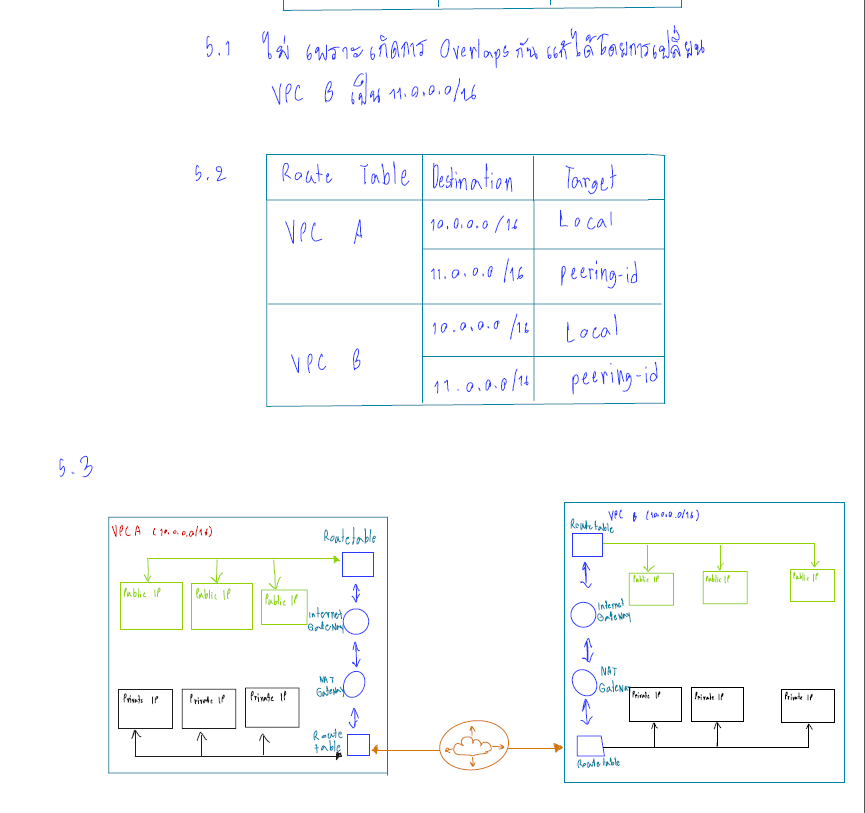 5.1 ไม่ เพราะเกิดการ Overlaps กัน แก้ได้โดยการเปลี่ยน
VPC B เป็น 11.0.0.0/16
5.2
Route Table Destination Target
VPC A 10.0.0.0/16 Local
11.0.0.0/16 peering-id
VPC B 10.0.0.0/16 Local
11.0.0.0/16 peering-id
5.3
VPC A (10.0.0.0/16)
Route table
Public IP
Public IP
Public IP
Internet
Gateway
NAT
Gateway
Private IP
Private IP
Private IP
Route
table
VPC B (10.0.0.0/16)
Route table
Public IP
Public IP
Public IP
Internet
Gateway
NAT
Gateway
Private IP
Private IP
Private IP
Route table